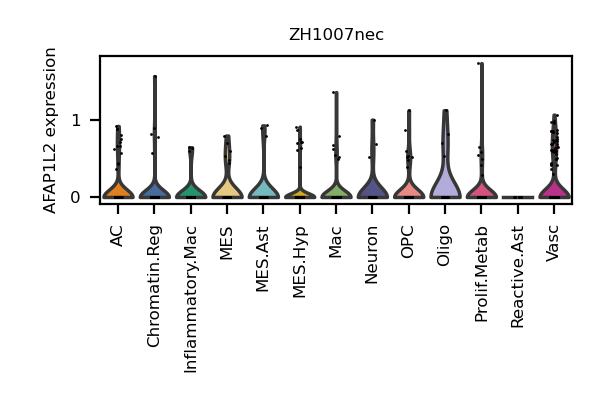 ZH1007nec
AFAP1L2 expression
1
0
AC
Chromatin.Reg
Inflammatory.Mac
MES
MES.Ast
MES.Hyp
Mac
Neuron
OPC
Oligo
Prolif.Metab
Reactive.Ast
Vasc